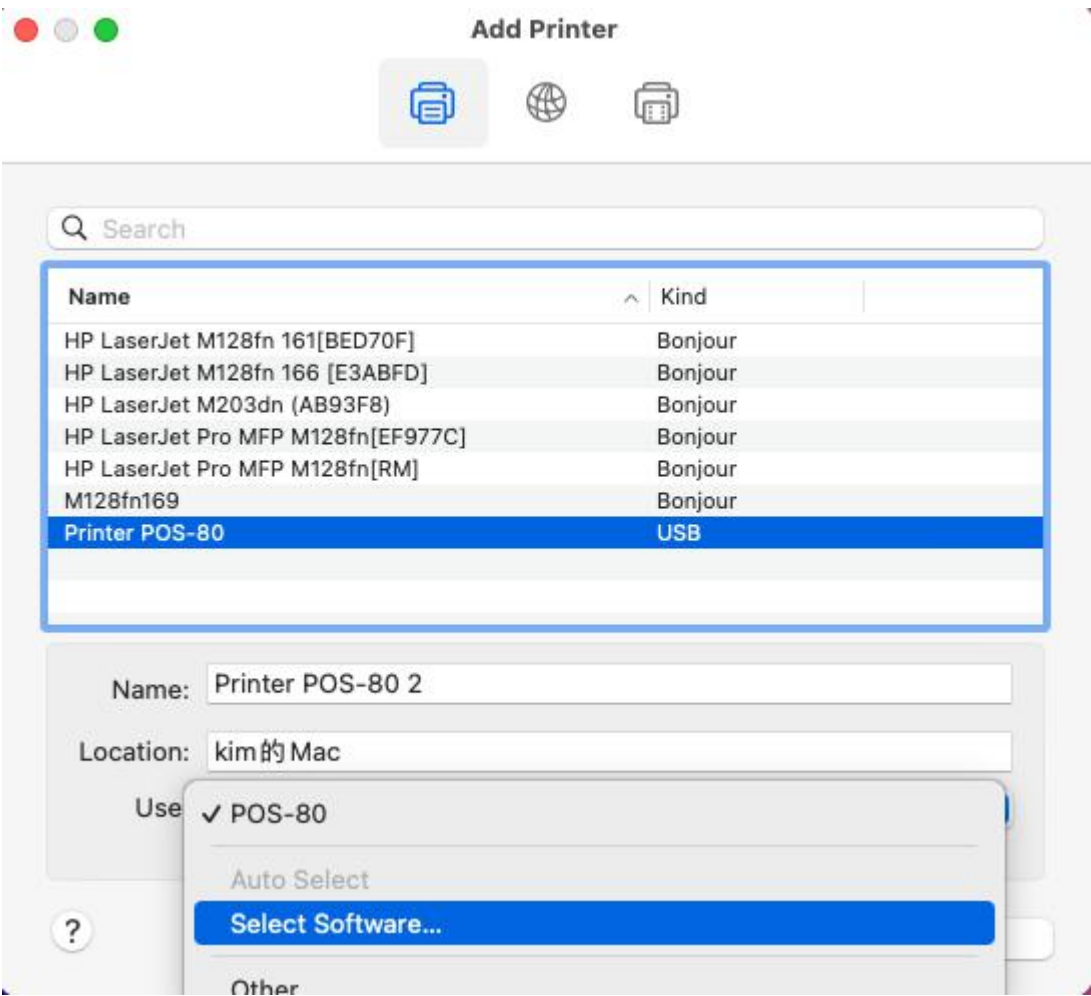 Add Printer
Search
Name Kind
HP LaserJet M128fn 161[BED70F] Bonjour
HP LaserJet M128fn 166 [E3ABFD] Bonjour
HP LaserJet M203dn (AB93F8) Bonjour
HP LaserJet Pro MFP M128fn[EF977C] Bonjour
HP LaserJet Pro MFP M128fn[RM] Bonjour
M128fn169 Bonjour
Printer POS-80 USB
Name: Printer POS-80 2
Location: kim的Mac
Use ✓ POS-80
Auto Select
Select Software...
? 
Other